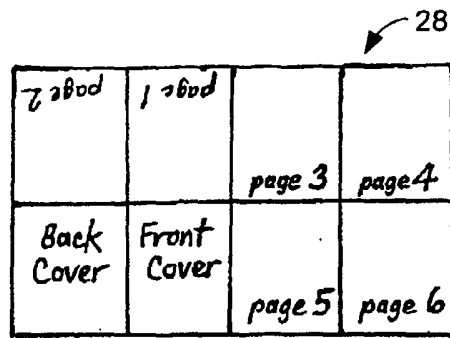 28
page 2
page 1
page 3
page 4
Back
Cover
Front
Cover
page 5
page 6